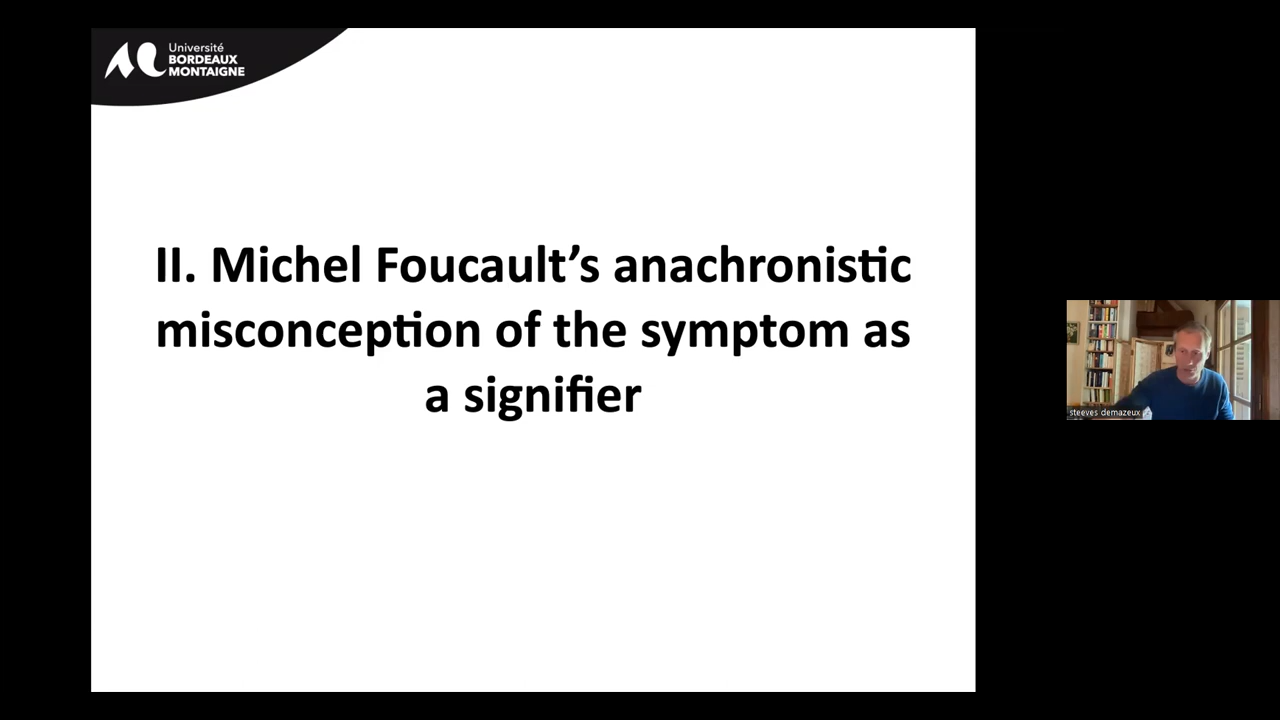 Université
BORDEAUX
MONTAIGNE
II. Michel Foucault’s anachronistic
misconception of the symptom as
a signifier
steeves demazeux